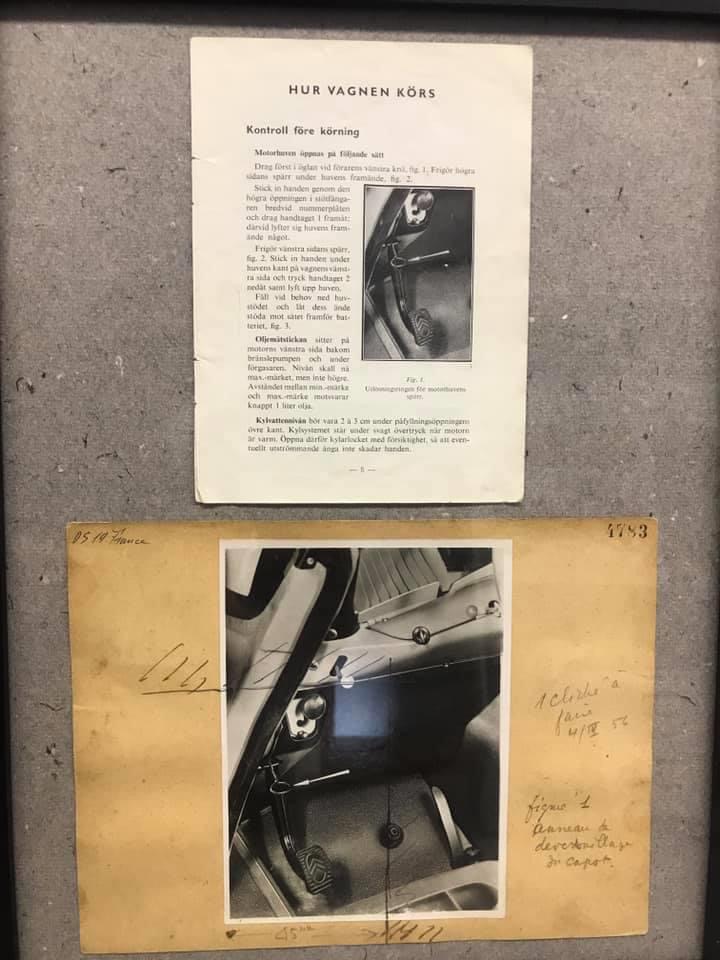 HUR VAGNEN KÖRS
Kontroll före körning
Motorhuven öppnas på följande sätt
Drag först i öglan vid förarens vänstra knä, fig. 1. Frigör högra
sidans spärr under huvens framände, fig. 2.
Stick in handen genom den
högra öppningen i stötfånga-
ren bredvid nummerplåten
och drag handtaget 1 framåt;
därvid lyfter sig huvens fram-
ände något.
Frigör vänstra sidans spärr,
fig. 2. Stick in handen under
huvens kant på vagnens vänst-
ra sida och tryck handtaget 2
nedåt samt lyft upp huven.
Fäll vid behov ned huv-
stödet och låt dess ände
stöda mot sätet framför bat-
teriet, fig. 3.
Oljemätstickan sitter på
motorns vänstra sida bakom
bränslepumpen och under
förgasaren. Nivån skall nå
max.-märket, men inte högre.
Avståndet mellan min.-märke
och max.-märke motsvarar
knappt 1 liter olja.
Fig. 1.
Utlösningsringen för motorhuvens
spärr.
Kylvattennivån bör vara 2 à 3 cm under påfyllningsöppningens
övre kant. Kylsystemet står under svagt övertryck när motorn
är varm. Öppna därför kylarlocket med försiktighet, så att even-
tuellt utströmmande ånga inte skadar handen.
— 5 —
DS 19 France
4783
1 cliché à
faire
4/IV 56
figure 1
anneau de
déverrouillage
du capot.